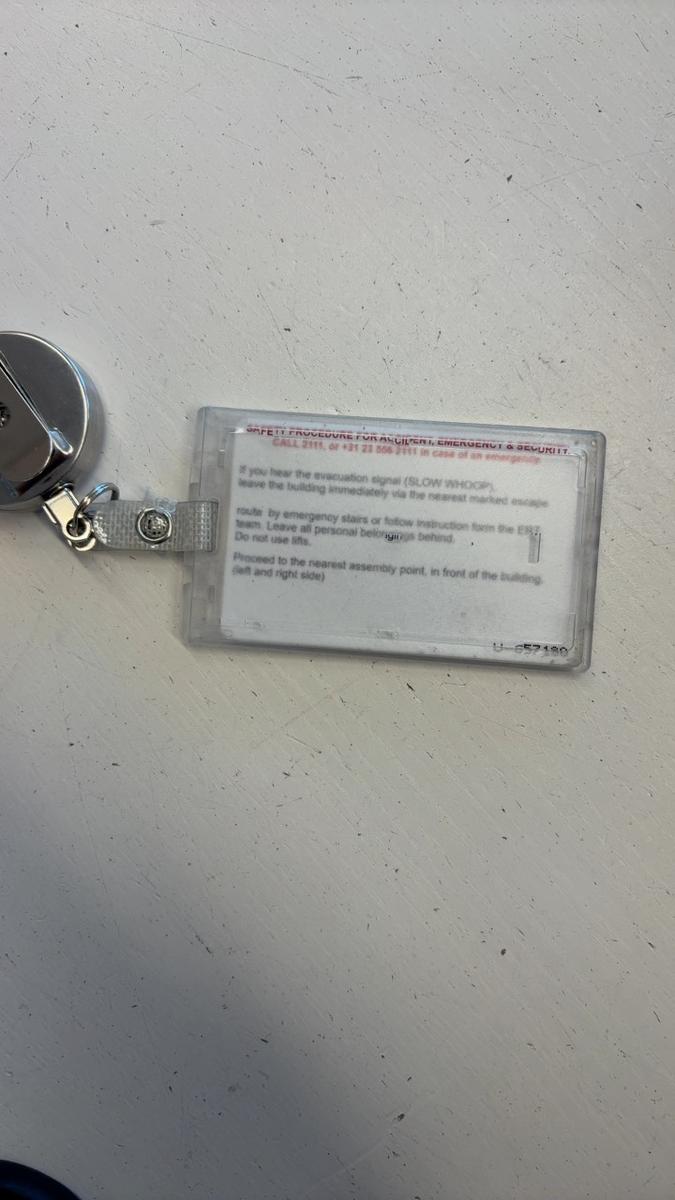 SAFETY PROCEDURE FOR ACCIDENT, EMERGENCY & SECURITY.
CALL 2111, or +31 23 556 2111 in case of an emergency.
If you hear the evacuation signal (SLOW WHOOP),
leave the building immediately via the nearest marked escape
route by emergency stairs or follow instruction form the ERT
team. Leave all personal belongings behind.
Do not use lifts.
Proceed to the nearest assembly point, in front of the building.
(left and right side)